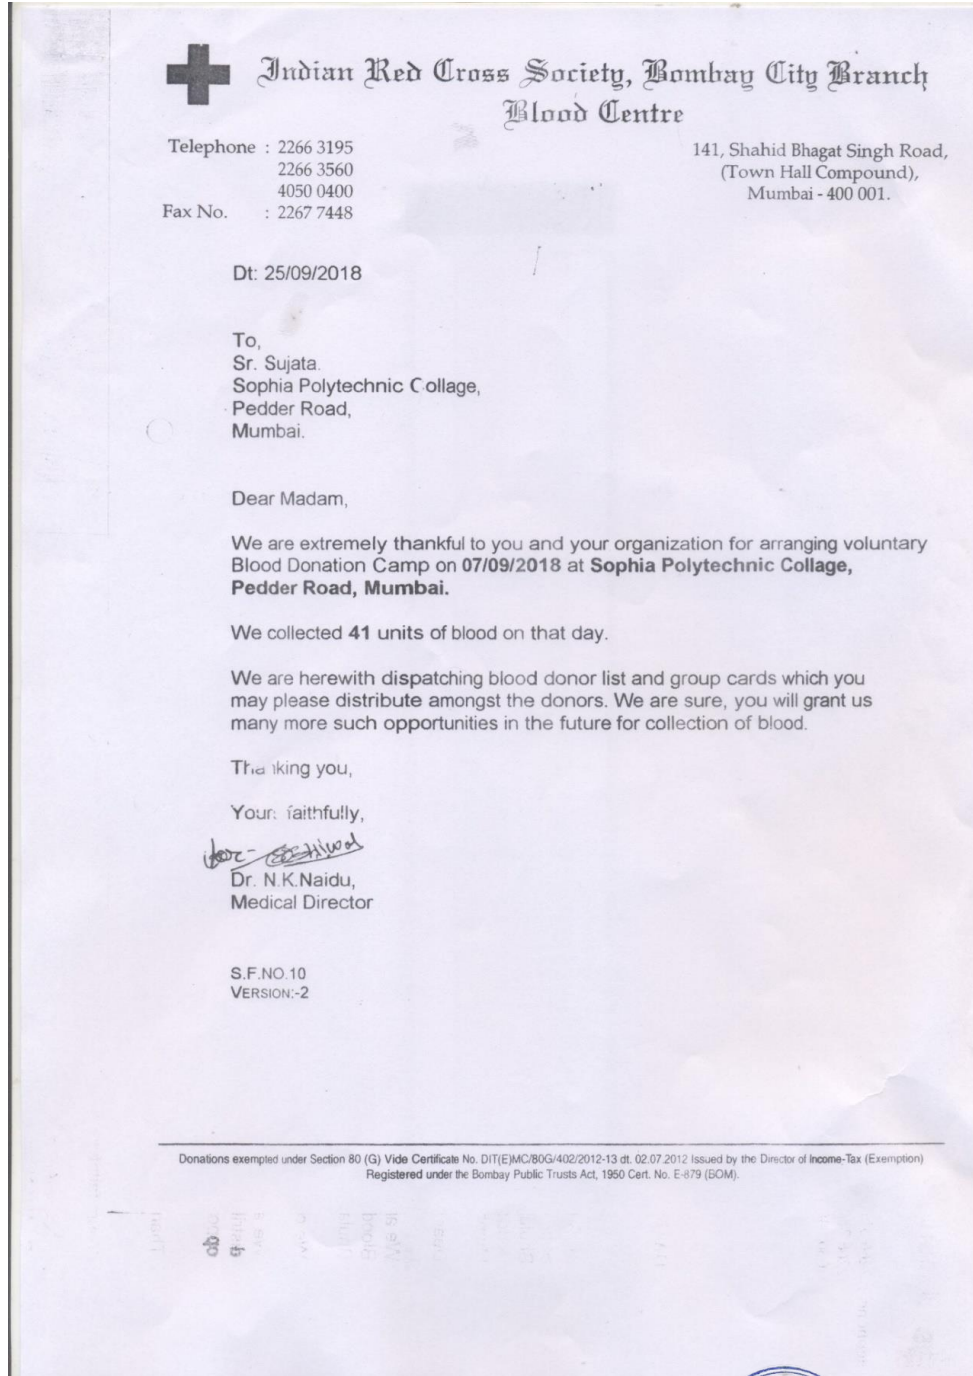 Indian Red Cross Society, Bombay City Branch
Blood Centre
Telephone : 2266 3195
2266 3560
4050 0400
Fax No. : 2267 7448
141, Shahid Bhagat Singh Road,
(Town Hall Compound),
Mumbai - 400 001.
Dt: 25/09/2018
To,
Sr. Sujata.
Sophia Polytechnic Collage,
Pedder Road,
Mumbai.
Dear Madam,
We are extremely thankful to you and your organization for arranging voluntary
Blood Donation Camp on 07/09/2018 at Sophia Polytechnic Collage,
Pedder Road, Mumbai.
We collected 41 units of blood on that day.
We are herewith dispatching blood donor list and group cards which you
may please distribute amongst the donors. We are sure, you will grant us
many more such opportunities in the future for collection of blood.
Thanking you,
Yours faithfully,
for-
Dr. N.K.Naidu,
Medical Director
S.F.NO.10
VERSION:-2
Donations exempted under Section 80 (G) Vide Certificate No. DIT(E)MC/80G/402/2012-13 dt. 02.07.2012 Issued by the Director of Income-Tax (Exemption)
Registered under the Bombay Public Trusts Act, 1950 Cert. No. E-879 (BOM).